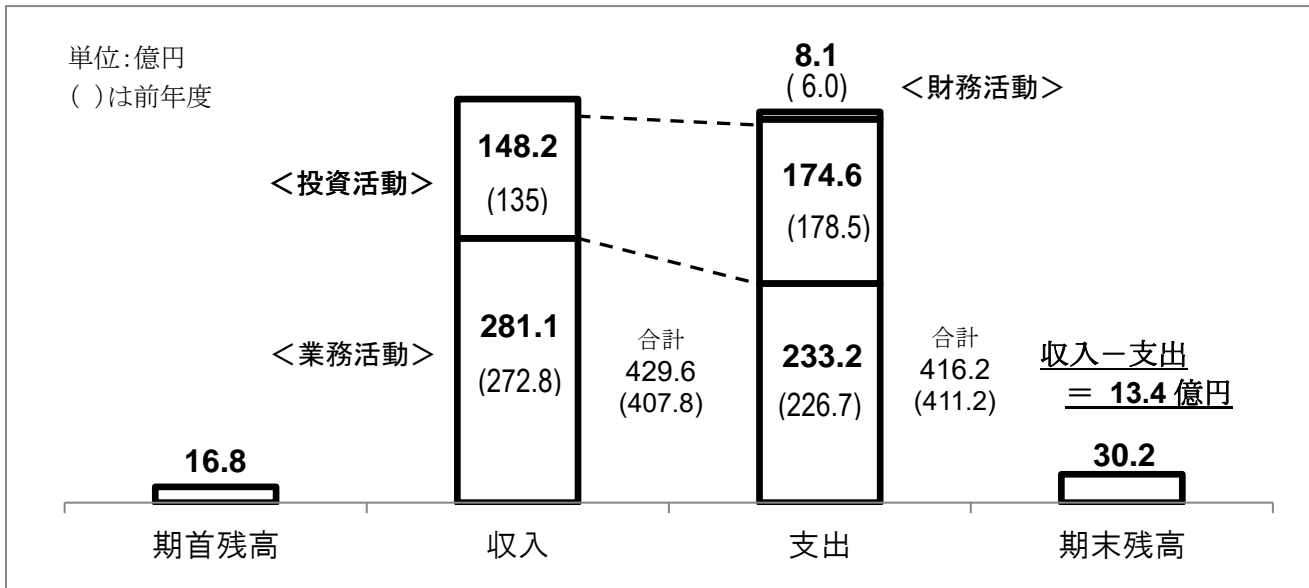 単位：億円
( )は前年度
8.1
( 6.0)
＜財務活動＞
148.2
(135)
＜投資活動＞
174.6
(178.5)
281.1
(272.8)
＜業務活動＞
合計
429.6
(407.8)
233.2
(226.7)
合計
416.2
(411.2)
収入－支出
＝ 13.4 億円
16.8
30.2
期首残高
収入
支出
期末残高